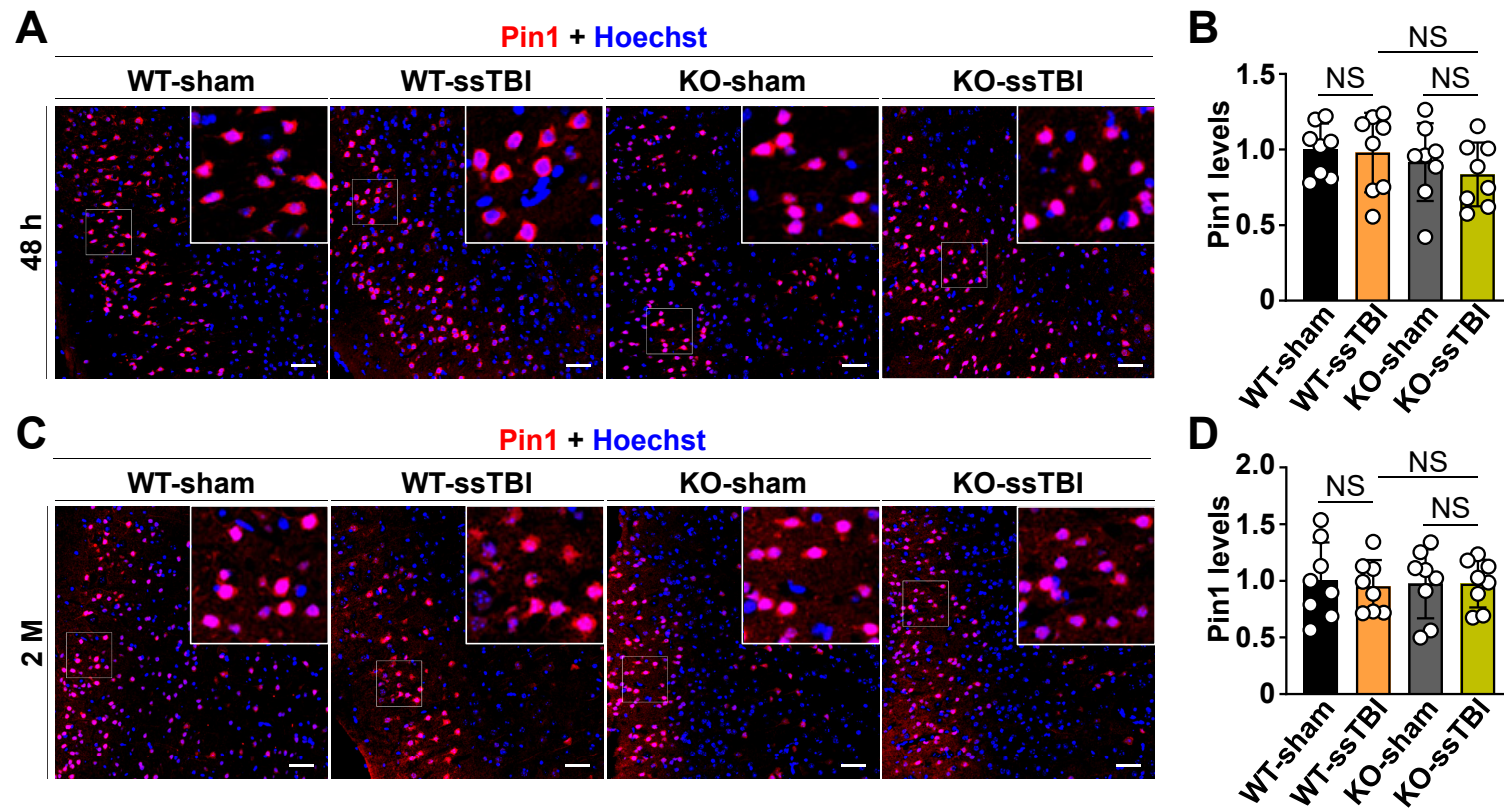 A
Pin1 + Hoechst
WT-sham WT-ssTBI KO-sham KO-ssTBI
48 h
B
NS
NS NS
Pin1 levels
1.5
1.0
0.5
0
WT-sham WT-ssTBI KO-sham KO-ssTBI
C
Pin1 + Hoechst
WT-sham WT-ssTBI KO-sham KO-ssTBI
2 M
D
NS
NS
NS
Pin1 levels
2.0
1.5
1.0
0.5
0
WT-sham WT-ssTBI KO-sham KO-ssTBI